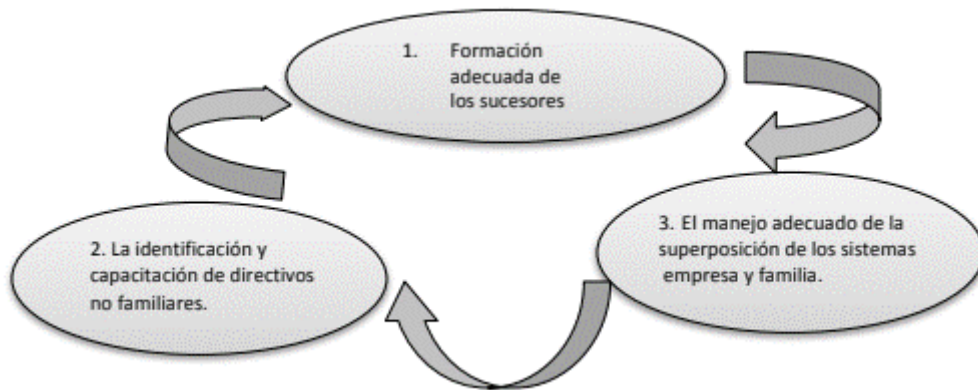 1. Formación
adecuada de
los sucesores
2. La identificación y
capacitación de directivos
no familiares.
3. El manejo adecuado de la
superposición de los sistemas
empresa y familia.